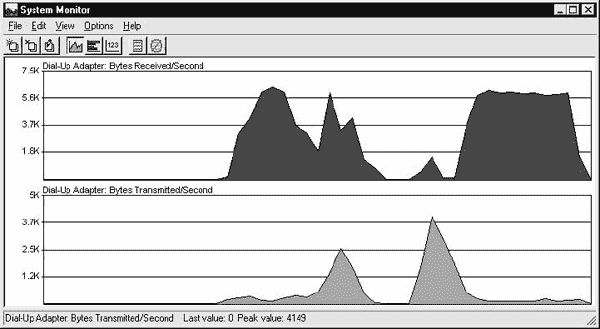 System Monitor
File Edit View Options Help
123
Dial-Up Adapter: Bytes Received/Second
7.5K
5.6K
3.7K
1.8K
Dial-Up Adapter: Bytes Transmitted/Second
5K
3.7K
2.5K
1.2K
Dial-Up Adapter: Bytes Transmitted/Second Last value: 0 Peak value: 4149